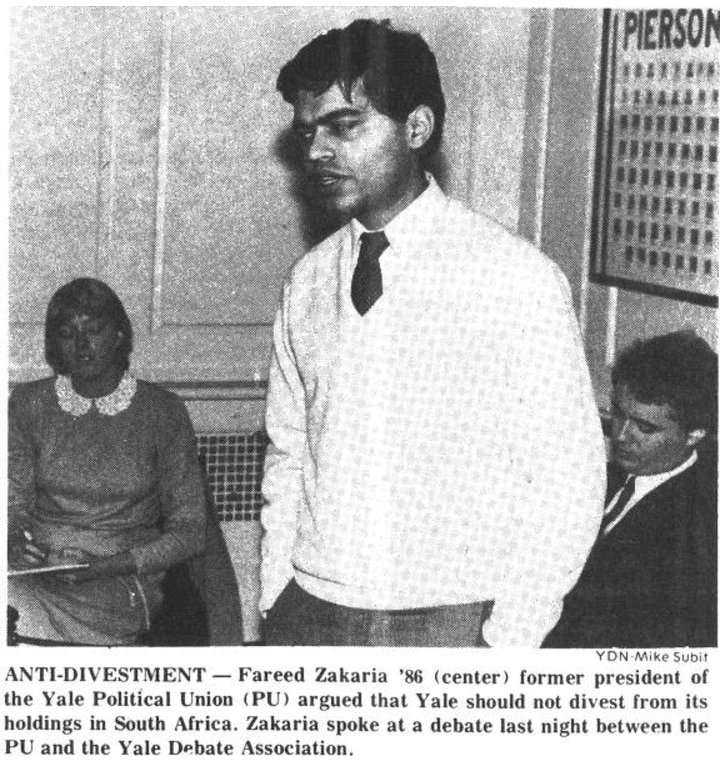 PIERSON
YDN-Mike Subit
ANTI-DIVESTMENT — Fareed Zakaria '86 (center) former president of
the Yale Political Union (PU) argued that Yale should not divest from its
holdings in South Africa. Zakaria spoke at a debate last night between the
PU and the Yale Debate Association.